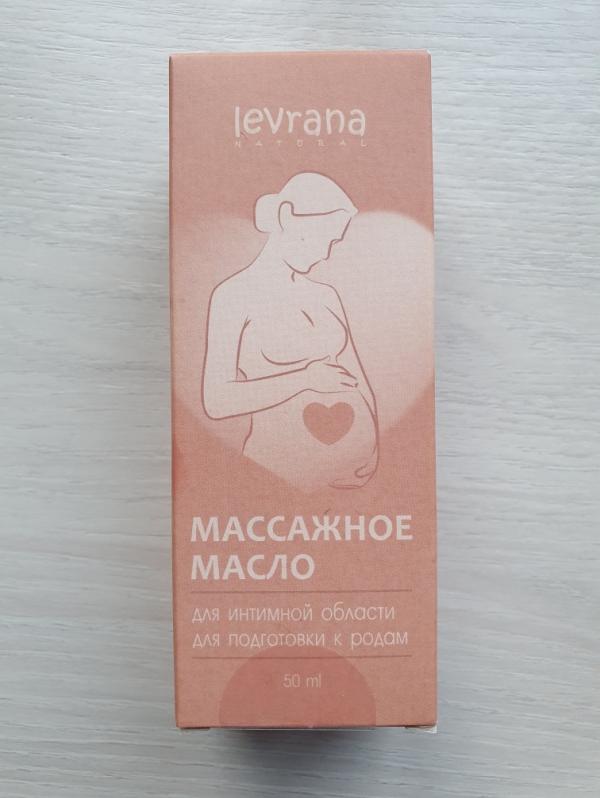 levrana
NATURAL
МАССАЖНОЕ
МАСЛО
для интимной области
для подготовки к родам
50 ml